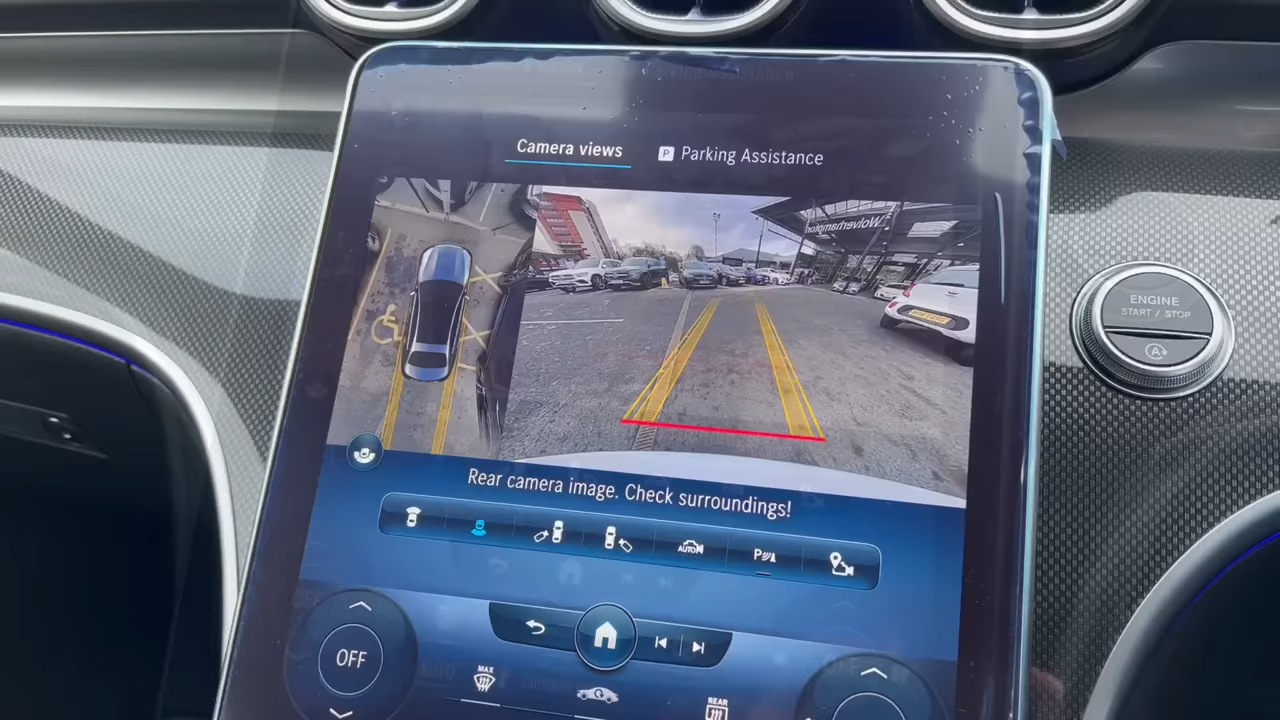 Camera views
P Parking Assistance
Wolverhampton
ENGINE
START / STOP
A
Rear camera image. Check surroundings!
AUTO
P
OFF
MAX
REAR